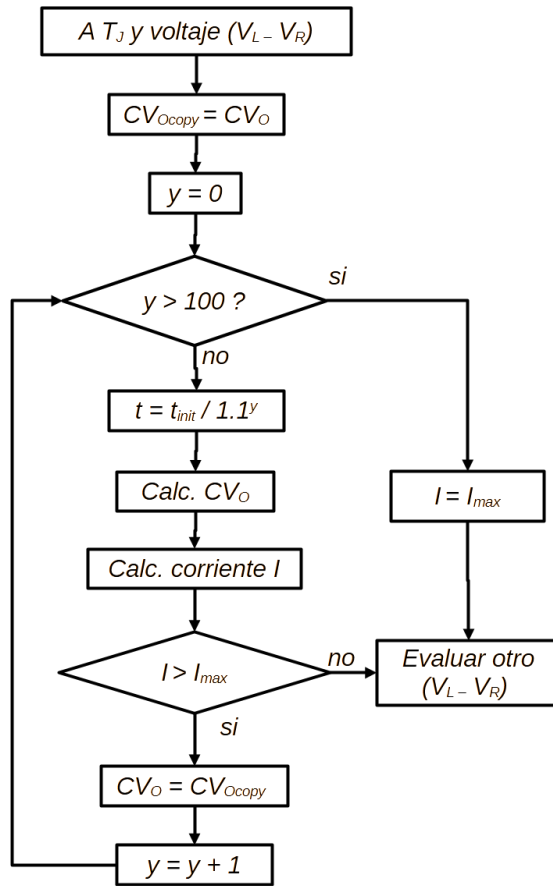 A T_J y voltaje (V_L – V_R)
CV_Ocopy = CV_O
y = 0
y > 100 ?
si
no
t = t_init / 1.1^y
Calc. CV_O
I = I_max
Calc. corriente I
I > I_max
no
Evaluar otro
(V_L – V_R)
si
CV_O = CV_Ocopy
y = y + 1